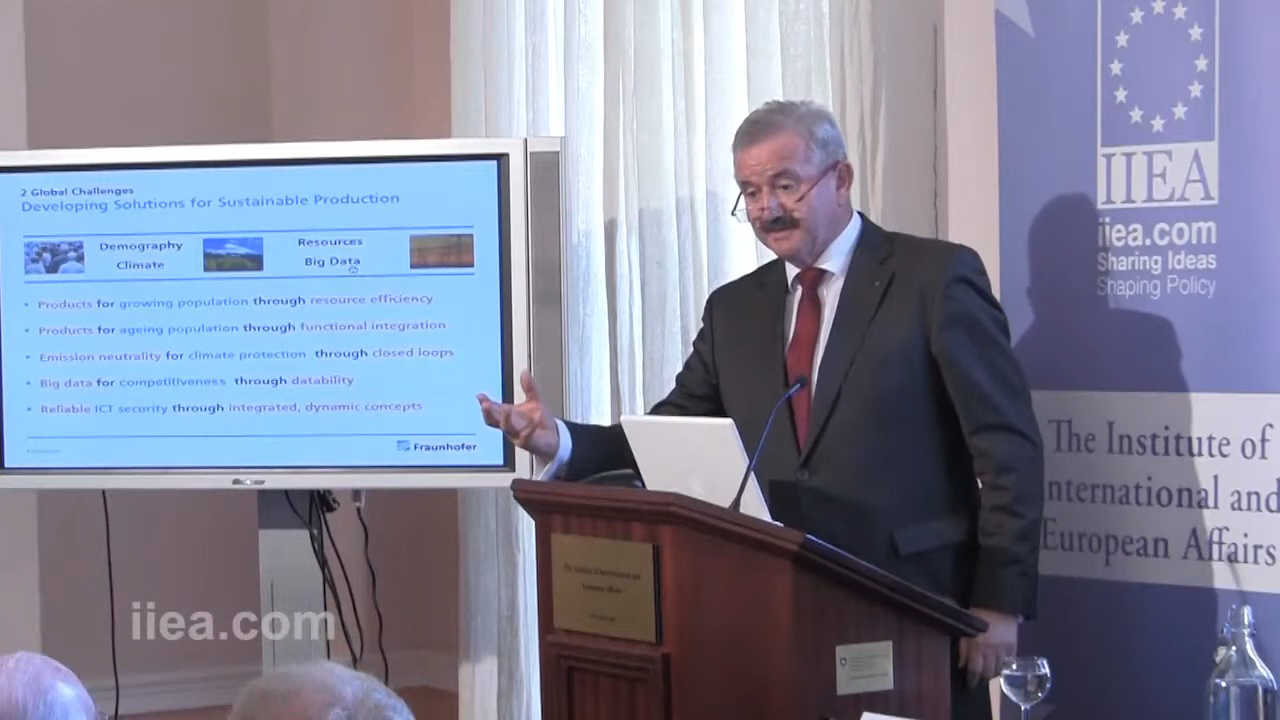 2 Global Challenges
Developing Solutions for Sustainable Production
Demography
Climate
Resources
Big Data
• Products for growing population through resource efficiency
• Products for ageing population through functional integration
• Emission neutrality for climate protection through closed loops
• Big data for competitiveness through datability
• Reliable ICT security through integrated, dynamic concepts
Fraunhofer
IIEA
iiea.com
Sharing Ideas
Shaping Policy
The Institute of
nternational and
European Affairs
iiea.com